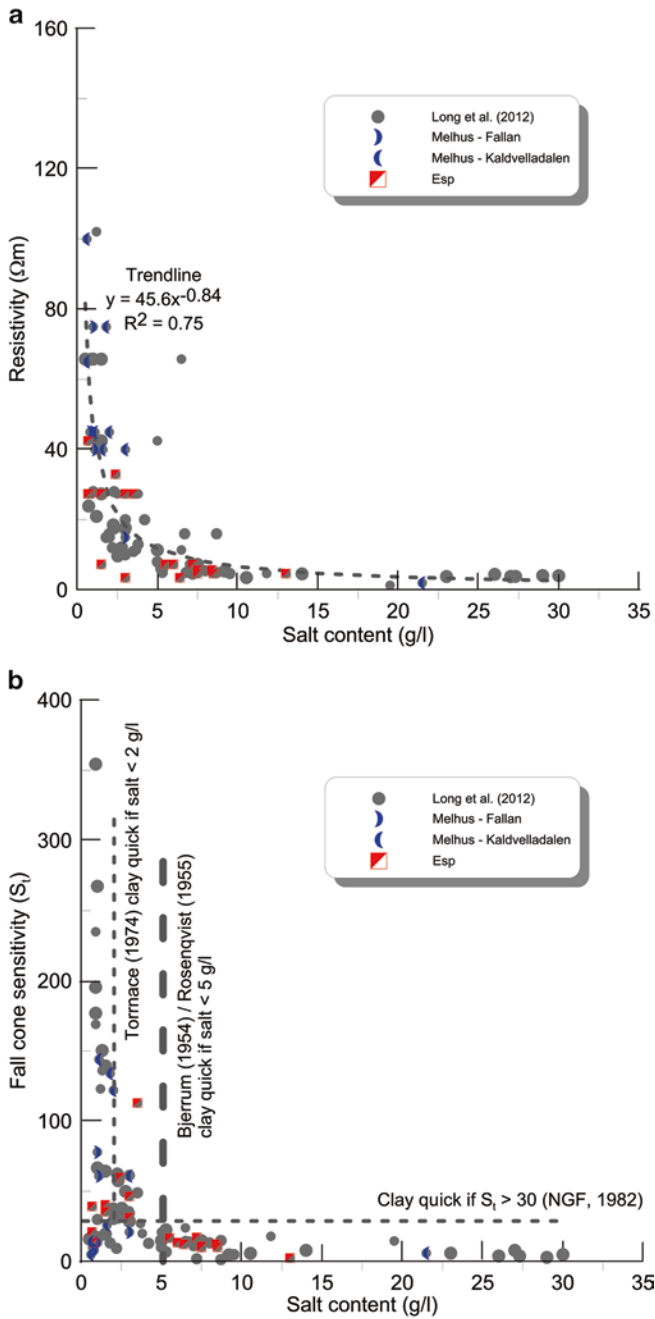 a
160
120
80
40
0
Resistivity (Ωm)
Long et al. (2012)
Melhus - Fallan
Melhus - Kaldvelladalen
Esp
Trendline
y = 45.6x-0.84
R2 = 0.75
0 5 10 15 20 25 30 35
Salt content (g/l)
b
400
300
200
100
0
Fall cone sensitivity (St)
Torrnace (1974) clay quick if salt < 2 g/l
Bjerrum (1954) / Rosenqvist (1955)
clay quick if salt < 5 g/l
Long et al. (2012)
Melhus - Fallan
Melhus - Kaldvelladalen
Esp
Clay quick if St > 30 (NGF, 1982)
0 5 10 15 20 25 30 35
Salt content (g/l)